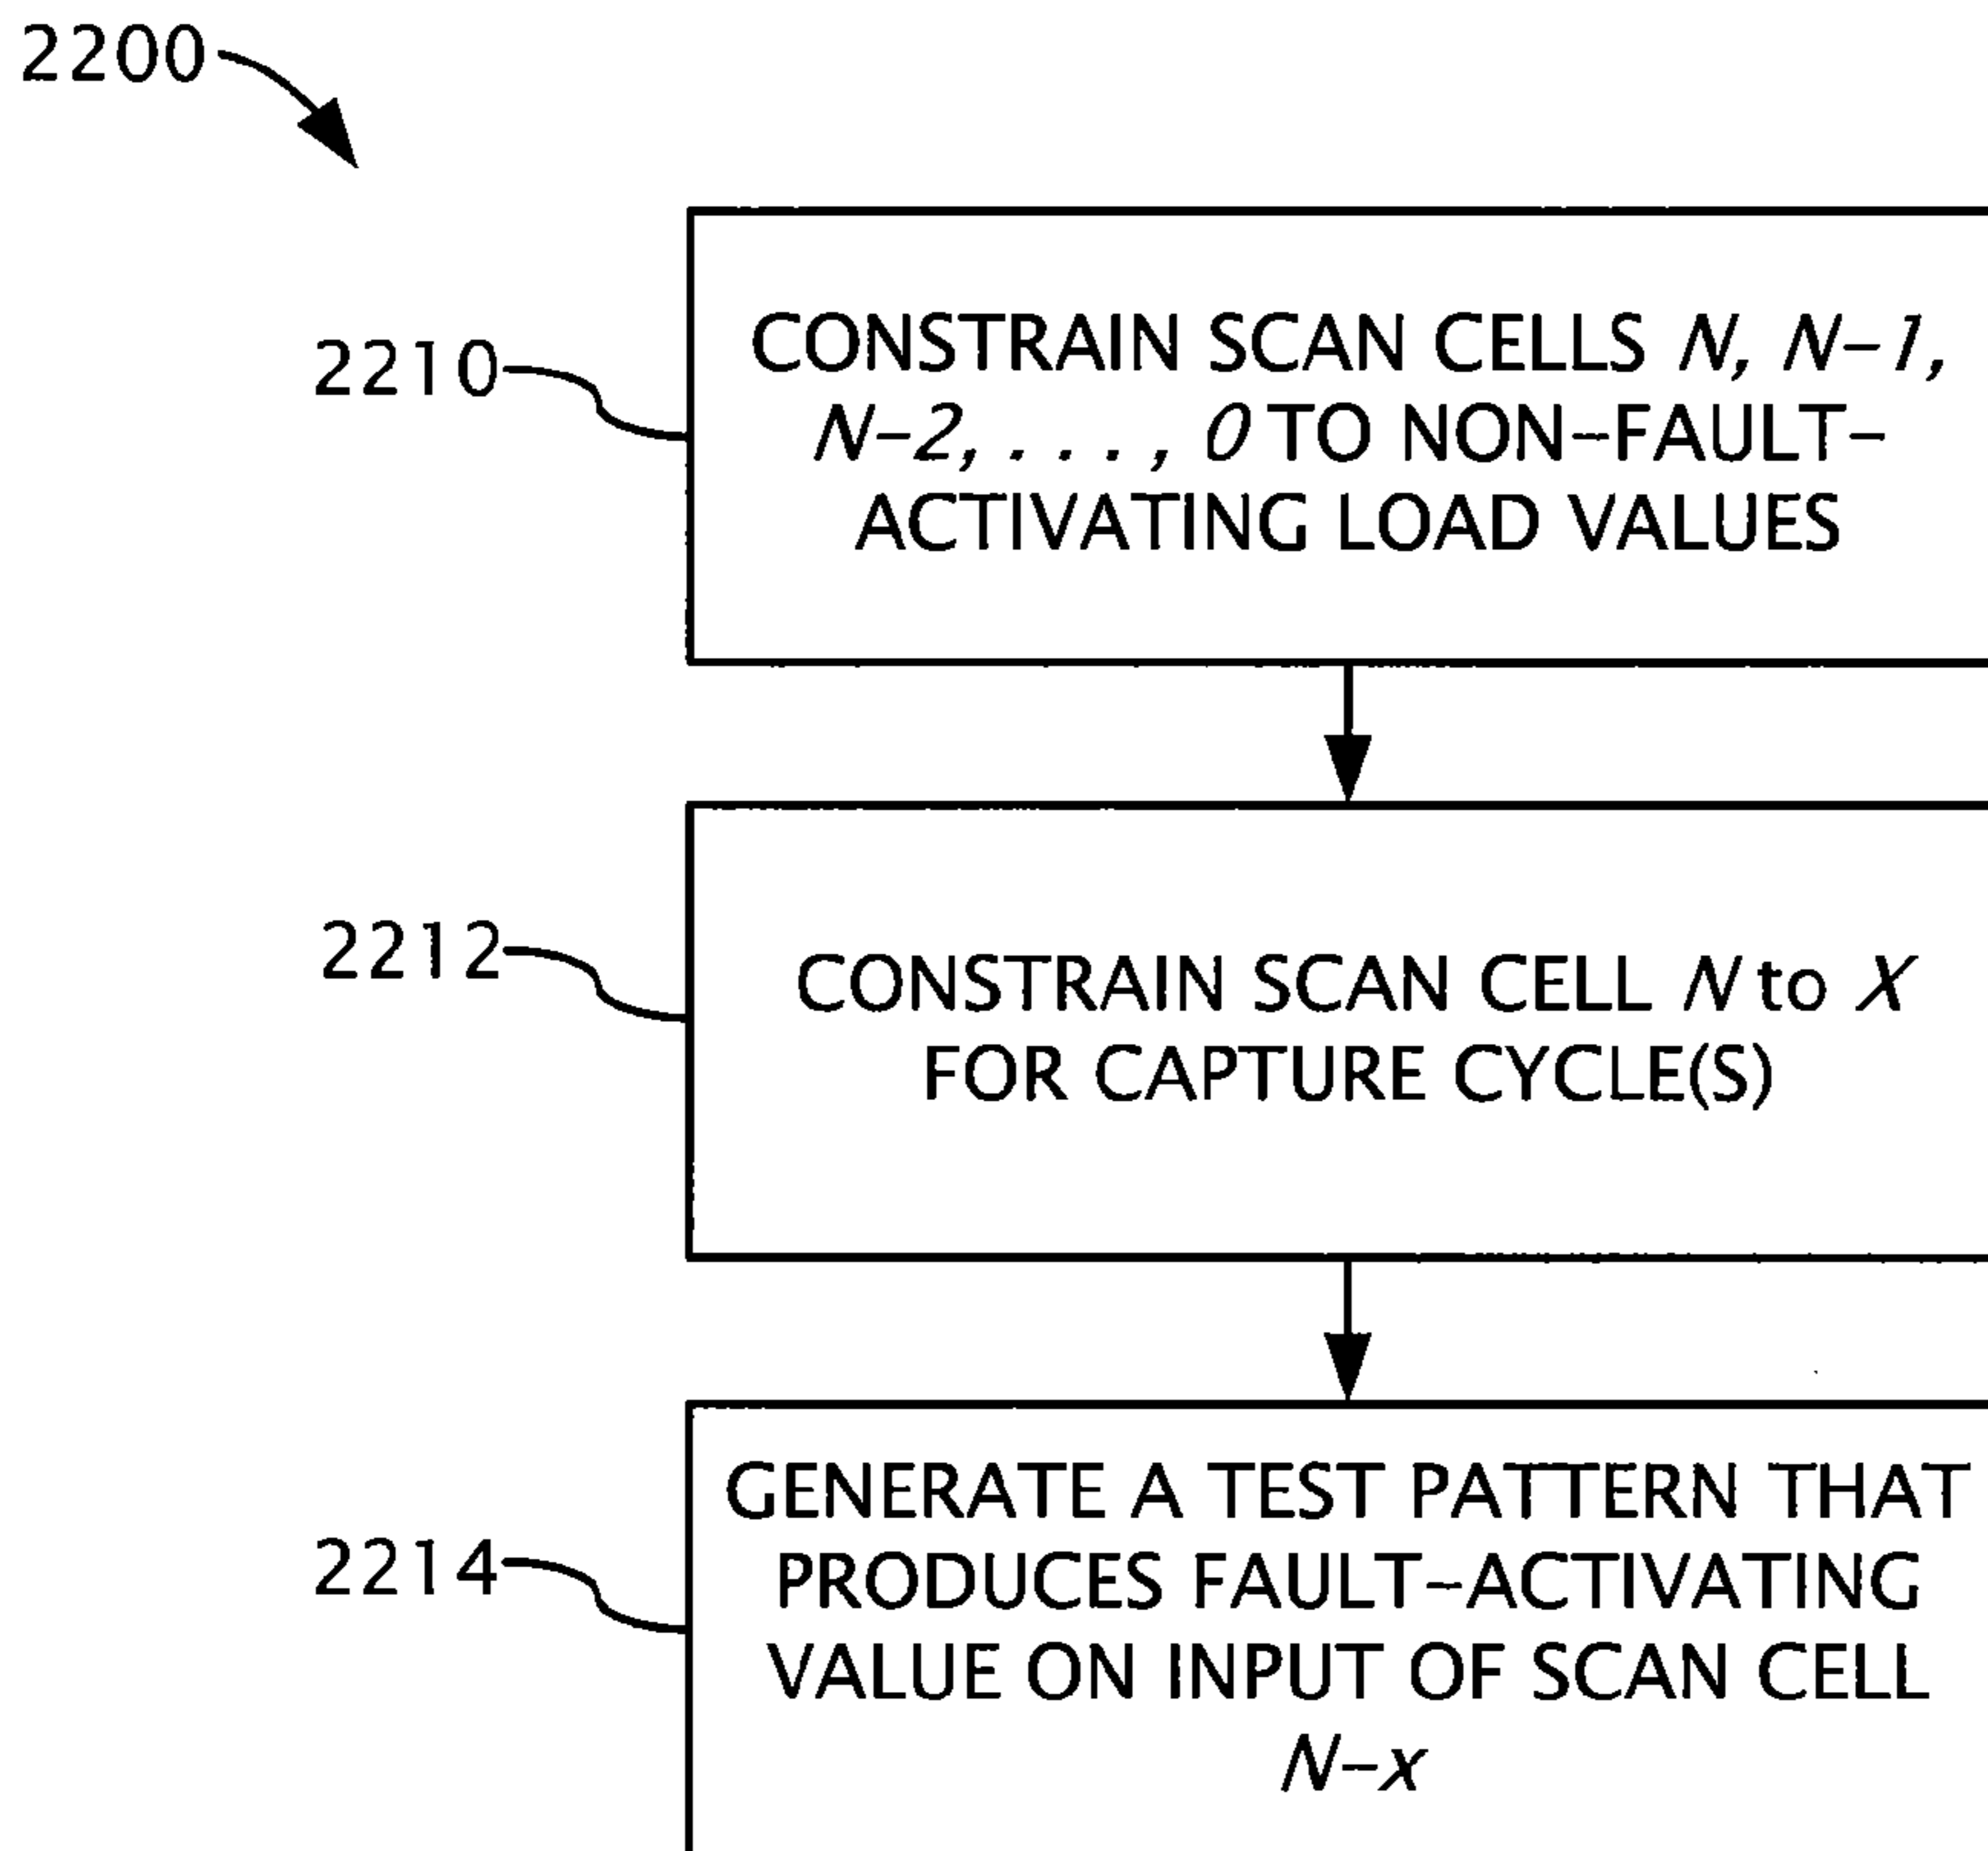 2200
2210
CONSTRAIN SCAN CELLS N, N-1,
N-2, . . . , 0 TO NON-FAULT-
ACTIVATING LOAD VALUES
2212
CONSTRAIN SCAN CELL N to X
FOR CAPTURE CYCLE(S)
2214
GENERATE A TEST PATTERN THAT
PRODUCES FAULT-ACTIVATING
VALUE ON INPUT OF SCAN CELL
N-x